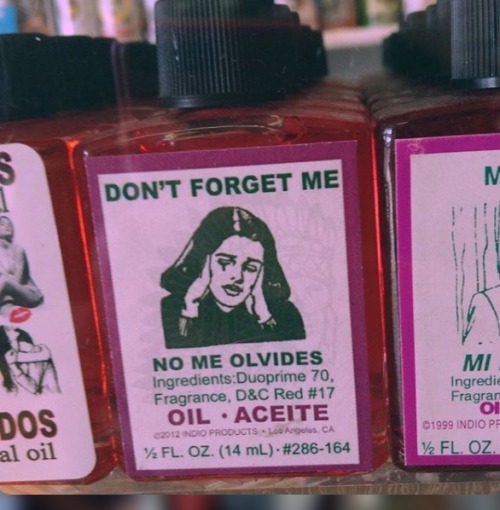 DON'T FORGET ME
NO ME OLVIDES
Ingredients:Duoprime 70,
Fragrance, D&C Red #17
OIL · ACEITE
©2012 INDIO PRODUCTS · Los Angeles, CA
½ FL. OZ. (14 mL) · #286-164
S
l
DOS
al oil
M
MI
Ingredie
Fragran
OI
©1999 INDIO PR
½ FL. OZ.